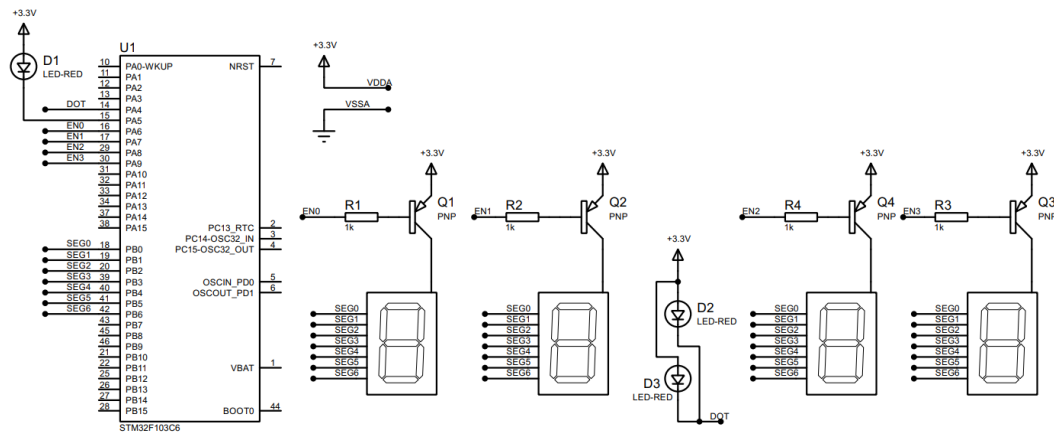 +3.3V
D1
LED-RED
U1
10 PA0-WKUP
11 PA1
12 PA2
13 PA3
DOT 14 PA4
15 PA5
EN0 16 PA6
EN1 17 PA7
EN2 29 PA8
EN3 30 PA9
31 PA10
32 PA11
33 PA12
34 PA13
37 PA14
38 PA15
SEG0 18 PB0
SEG1 19 PB1
SEG2 20 PB2
SEG3 39 PB3
SEG4 40 PB4
SEG5 41 PB5
SEG6 42 PB6
43 PB7
45 PB8
46 PB9
21 PB10
22 PB11
25 PB12
26 PB13
27 PB14
28 PB15
NRST 7
PC13_RTC 2
PC14-OSC32_IN 3
PC15-OSC32_OUT 4
OSCIN_PD0 5
OSCOUT_PD1 6
VBAT 1
BOOT0 44
STM32F103C6
+3.3V
VDDA
VSSA
+3.3V
EN0
R1
1k
Q1
PNP
SEG0
SEG1
SEG2
SEG3
SEG4
SEG5
SEG6
+3.3V
EN1
R2
1k
Q2
PNP
SEG0
SEG1
SEG2
SEG3
SEG4
SEG5
SEG6
+3.3V
D2
LED-RED
D3
LED-RED
DOT
+3.3V
EN2
R4
1k
Q4
PNP
SEG0
SEG1
SEG2
SEG3
SEG4
SEG5
SEG6
+3.3V
EN3
R3
1k
Q3
PNP
SEG0
SEG1
SEG2
SEG3
SEG4
SEG5
SEG6